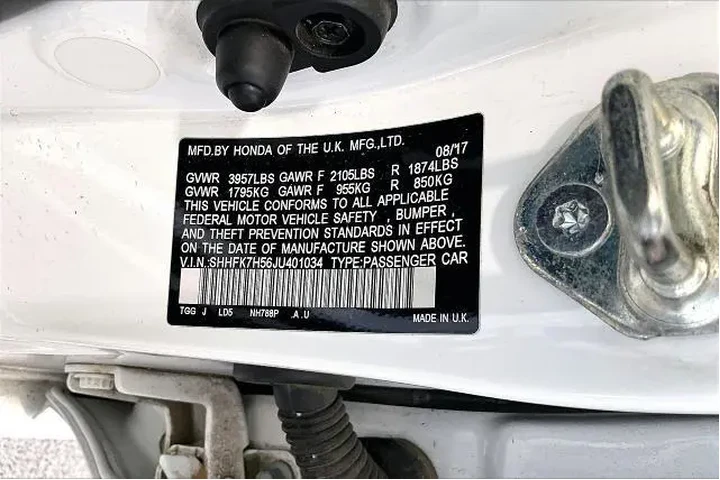 MFD.BY HONDA OF THE U.K. MFG.,LTD. 08/17
GVWR 3957LBS GAWR F 2105LBS R 1874LBS
GVWR 1795KG GAWR F 955KG R 850KG
THIS VEHICLE CONFORMS TO ALL APPLICABLE
FEDERAL MOTOR VEHICLE SAFETY , BUMPER ,
AND THEFT PREVENTION STANDARDS IN EFFECT
ON THE DATE OF MANUFACTURE SHOWN ABOVE.
V.I.N:SHHFK7H56JU401034 TYPE:PASSENGER CAR
TGG J LD5 NH788P .A .U MADE IN U.K.